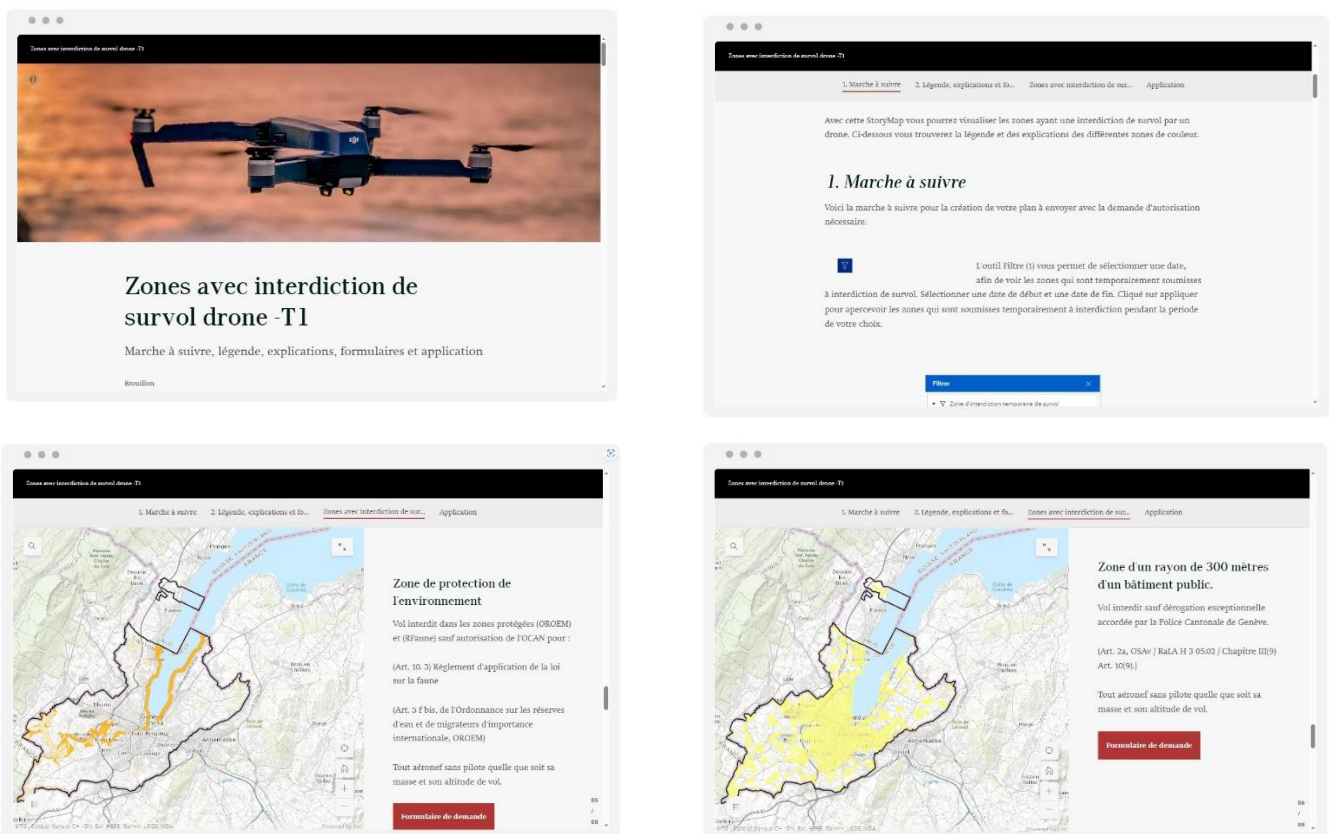 Zones avec interdiction de survol drone -T1
dji
Zones avec interdiction de
survol drone -T1
Marche à suivre, légende, explications, formulaires et application
Brouillon
Zones avec interdiction de survol drone -T1
1. Marche à suivre 2. Légende, explications et fo... Zones avec interdiction de sur... Application
Avec cette StoryMap vous pourrez visualiser les zones ayant une interdiction de survol par un
drone. Ci-dessous vous trouverez la légende et des explications des différentes zones de couleur.
1. Marche à suivre
Voici la marche à suivre pour la création de votre plan à envoyer avec la demande d'autorisation
nécessaire.
L'outil Filtre (1) vous permet de sélectionner une date,
afin de voir les zones qui sont temporairement soumisses
à interdiction de survol. Sélectionner une date de début et une date de fin. Cliqué sur appliquer
pour apercevoir les zones qui sont soumisses temporairement à interdiction pendant la période
de votre choix.
Filtrer
Zone d'interdiction temporaire de survol
Zones avec interdiction de survol drone -T1
1. Marche à suivre 2. Légende, explications et fo... Zones avec interdiction de sur... Application
SUISSE, SWITZERLAND
FRANCE
Annemasse
Zone de protection de
l'environnement
Vol interdit dans les zones protégées (OROEM)
et (RFaune) sauf autorisation de l'OCAN pour :
(Art. 10. 3) Règlement d'application de la loi
sur la faune
(Art. 5 f bis, de l'Ordonnance sur les réserves
d'eau et de migrateurs d'importance
internationale, OROEM)
Tout aéronef sans pilote quelle que soit sa
masse et son altitude de vol.
Formulaire de demande
05
/
08
Zones avec interdiction de survol drone -T1
1. Marche à suivre 2. Légende, explications et fo... Zones avec interdiction de sur... Application
SUISSE, SWITZERLAND
FRANCE
Annemasse
Zone d'un rayon de 300 mètres
d'un bâtiment public.
Vol interdit sauf dérogation exceptionnelle
accordée par la Police Cantonale de Genève.
(Art. 2a, OSAv / RaLA H 3 05.02 / Chapitre III(9)
Art. 10(9).)
Tout aéronef sans pilote quelle que soit sa
masse et son altitude de vol.
Formulaire de demande
06
/
08